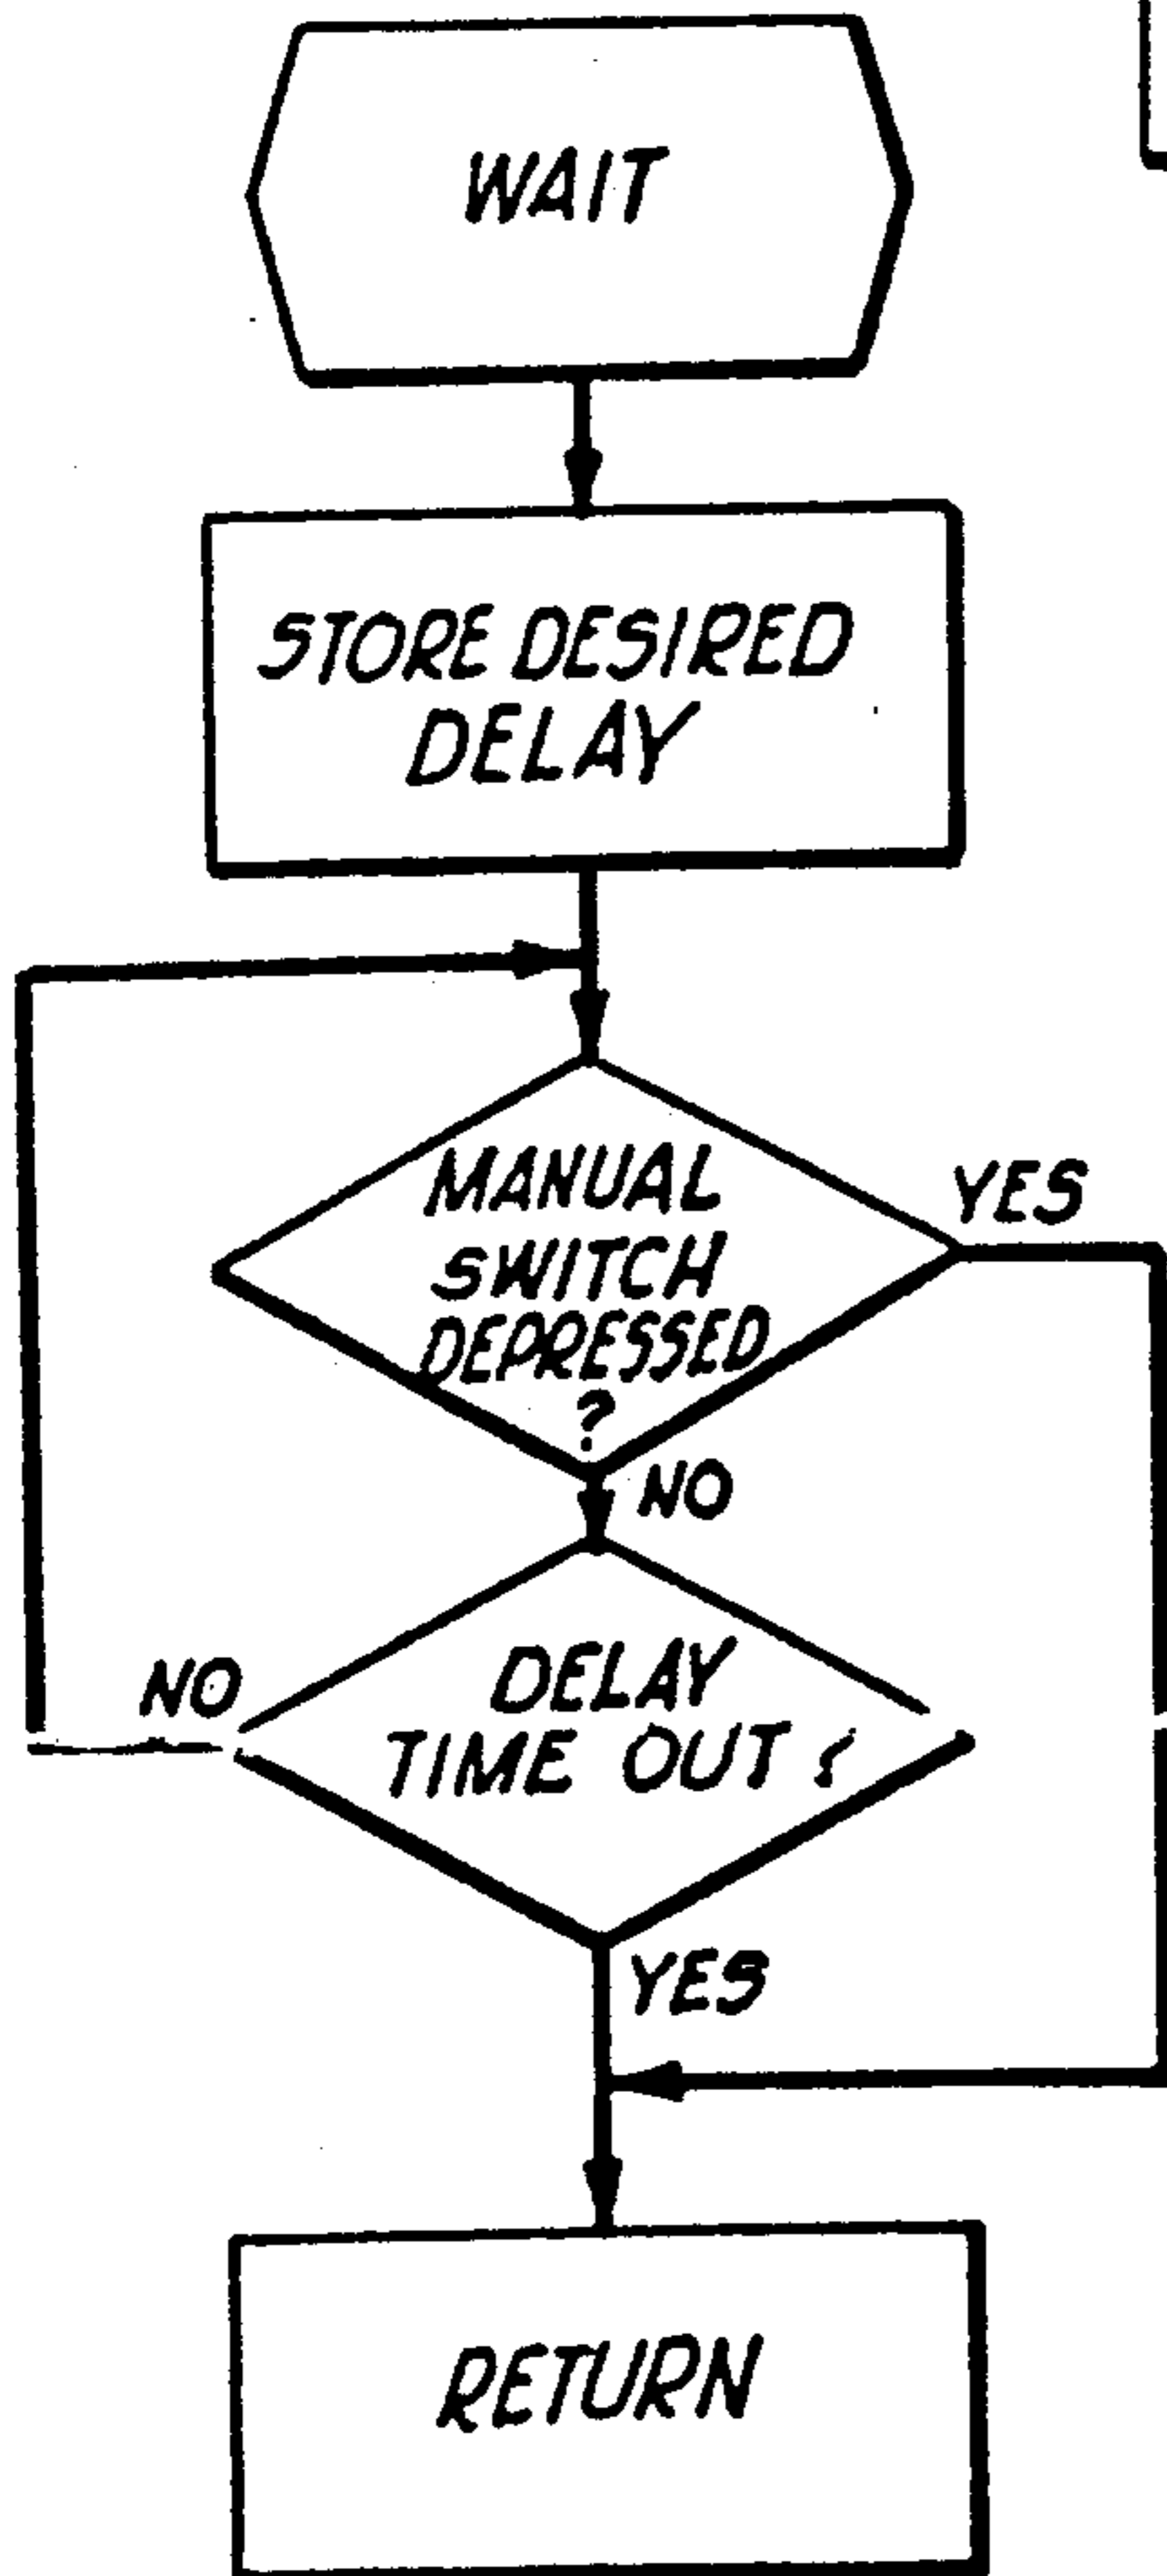 WAIT
STORE DESIRED
DELAY
MANUAL
SWITCH
DEPRESSED
?
YES
NO
DELAY
TIME OUT ?
NO
YES
RETURN